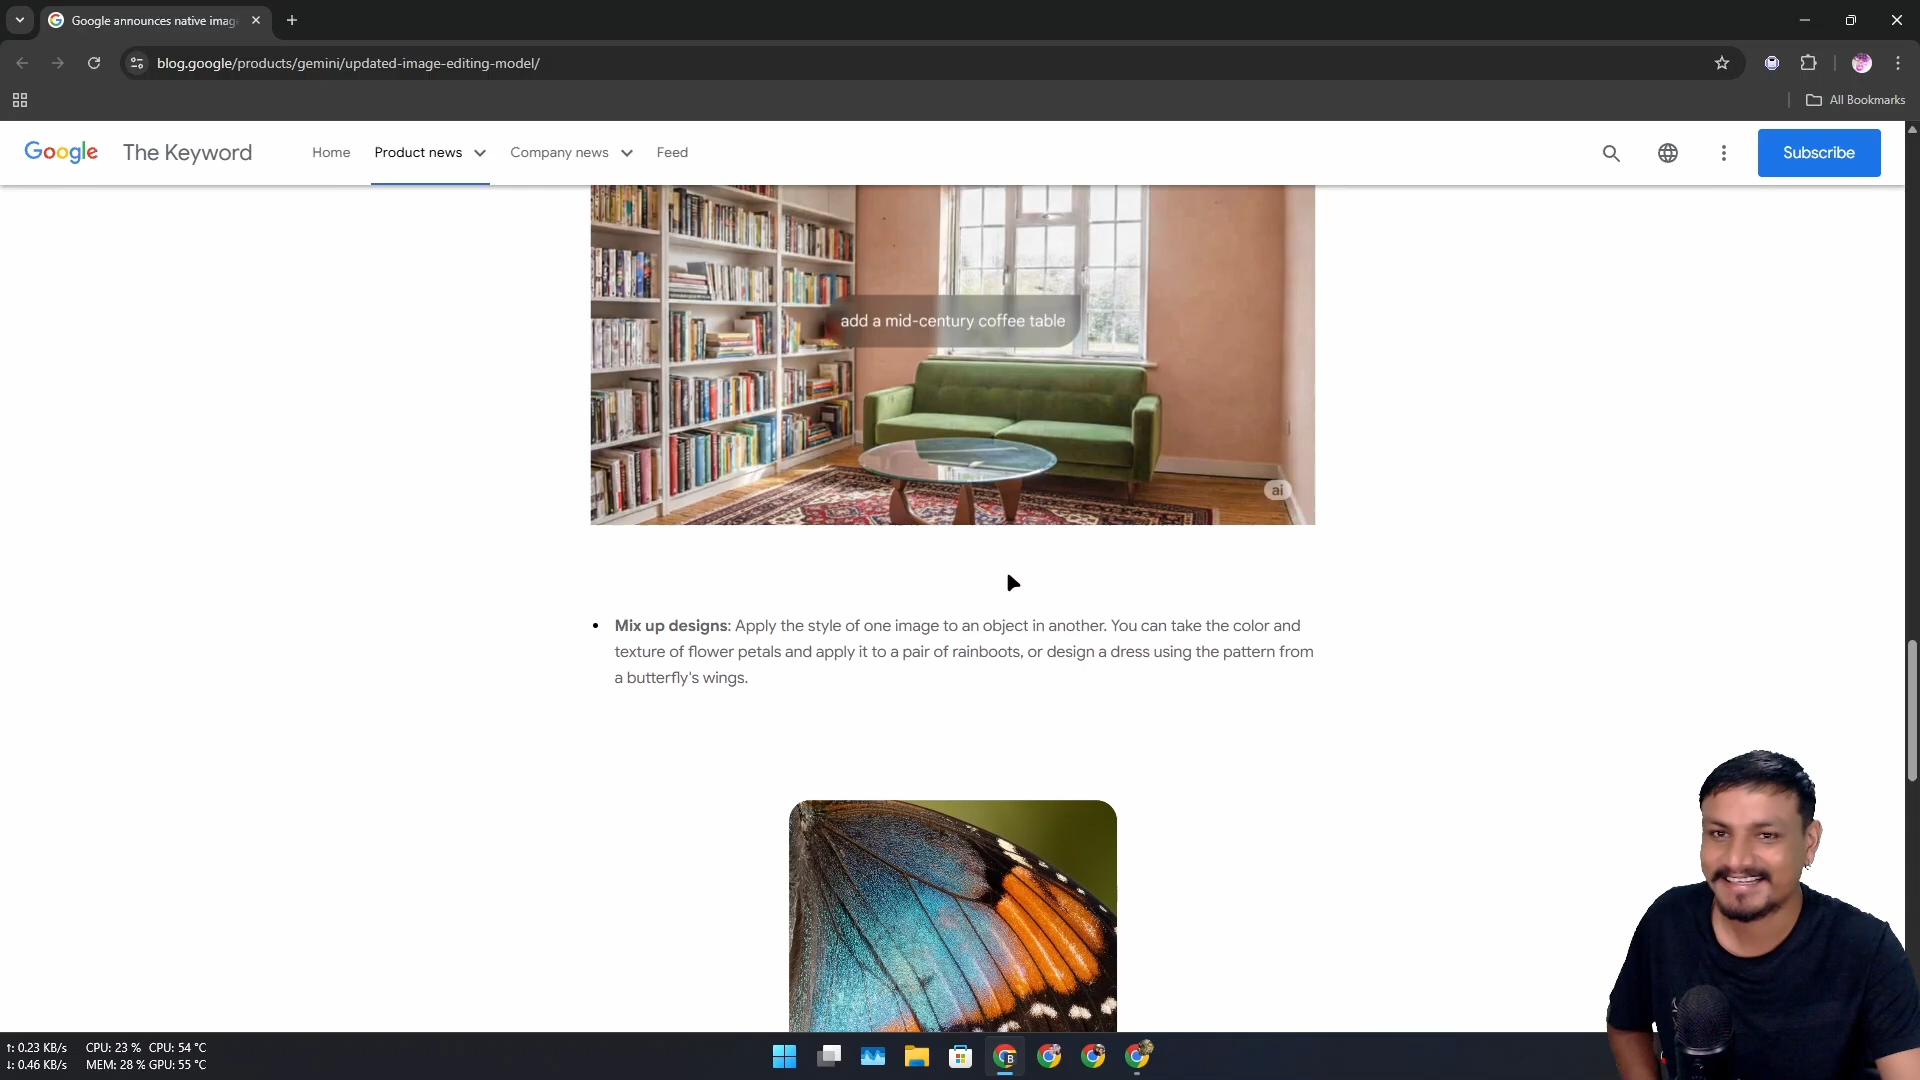 Google announces native imag
blog.google/products/gemini/updated-image-editing-model/
All Bookmarks
Google The Keyword Home Product news Company news Feed Subscribe
add a mid-century coffee table
ai
• Mix up designs: Apply the style of one image to an object in another. You can take the color and
texture of flower petals and apply it to a pair of rainboots, or design a dress using the pattern from
a butterfly's wings.
↑: 0.23 KB/s CPU: 23 % CPU: 54 °C
↓: 0.46 KB/s MEM: 28 % GPU: 55 °C